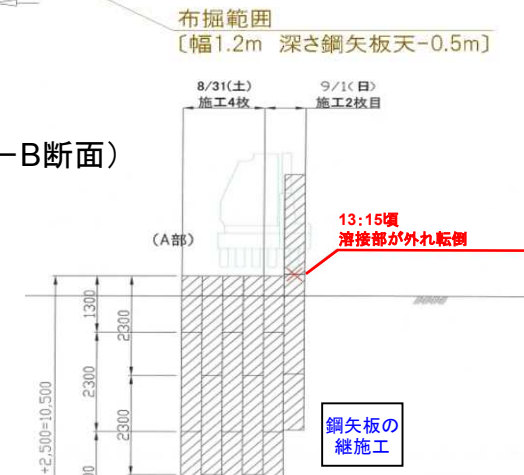 布掘範囲
〔幅1.2m 深さ鋼矢板天-0.5m〕
8/31(土)
施工4枚
9/1(日)
施工2枚目
-B断面）
(A部)
13:15頃
溶接部が外れ転倒
1300
2300
2300
2300
+2,500=10,500
鋼矢板の
継施工